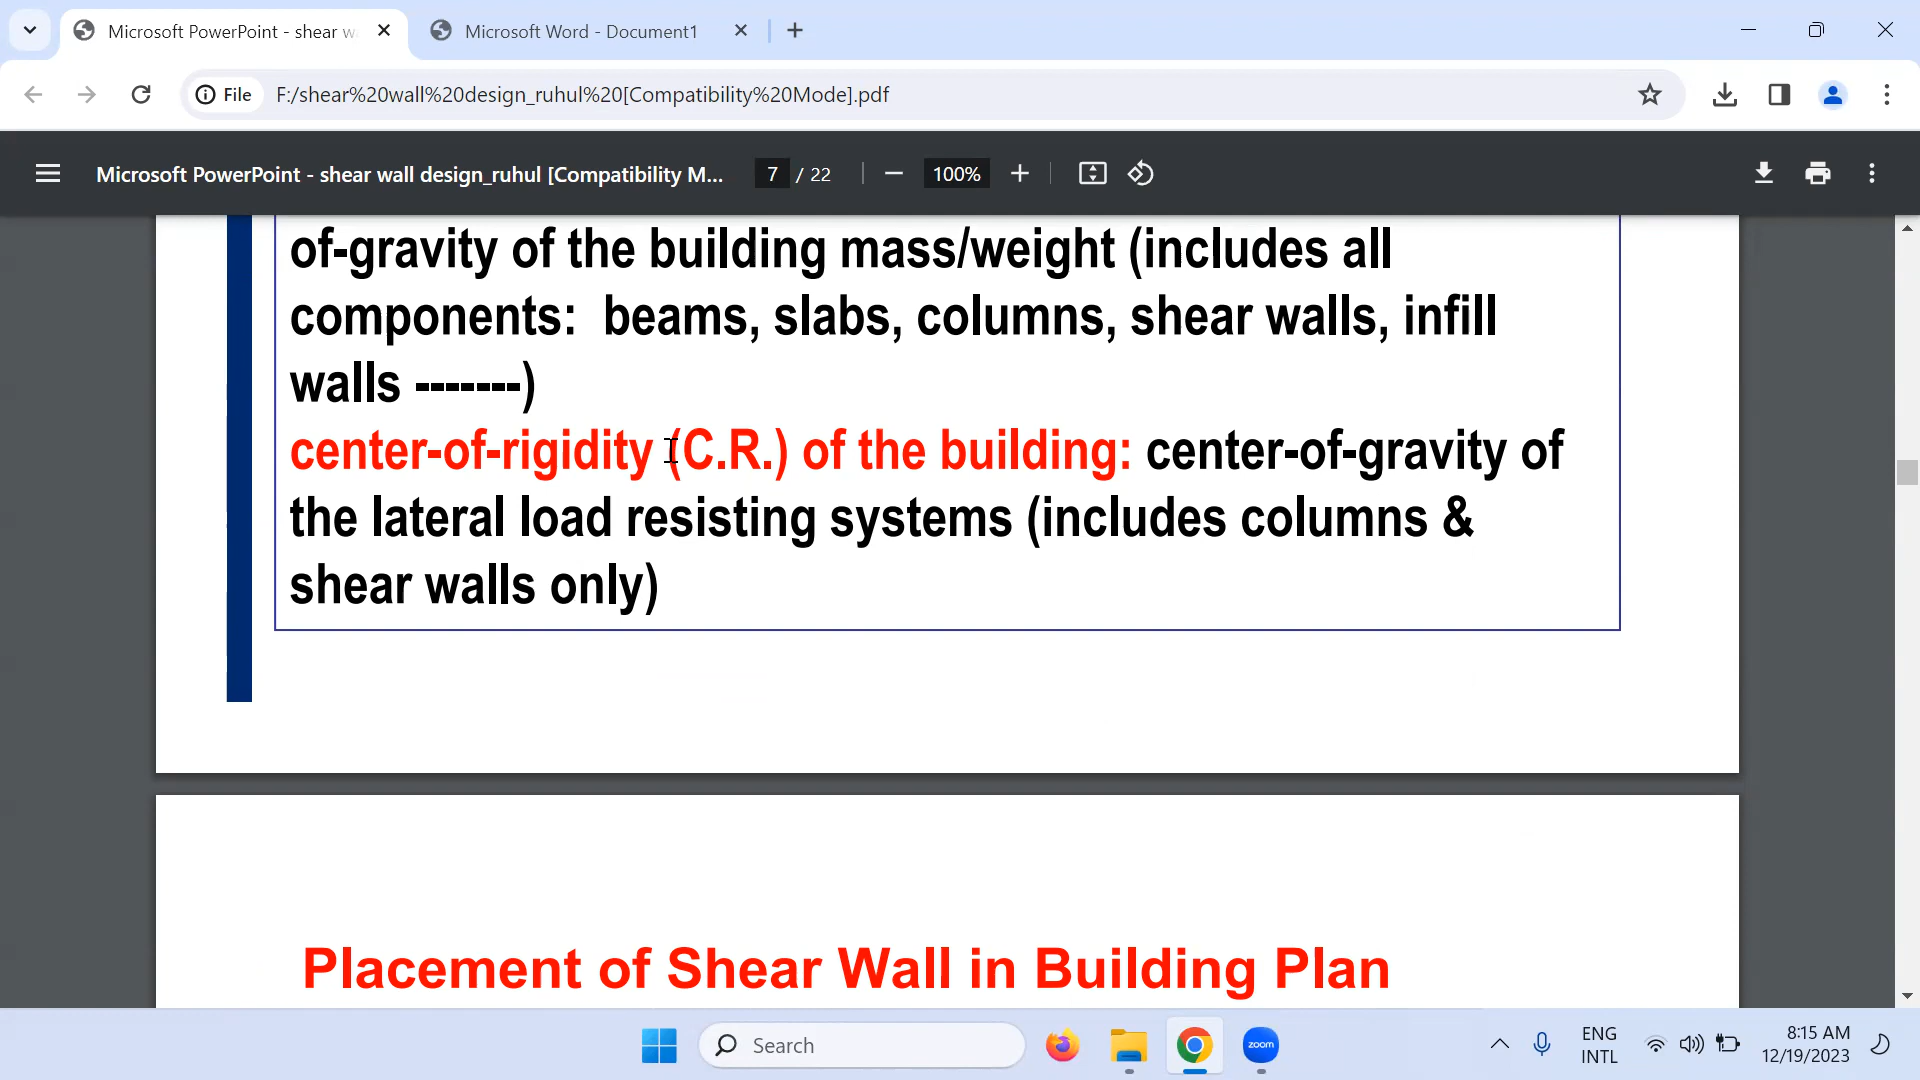 Microsoft PowerPoint - shear w
Microsoft Word - Document1
File
F:/shear%20wall%20design_ruhul%20[Compatibility%20Mode].pdf
Microsoft PowerPoint - shear wall design_ruhul [Compatibility M...
7 / 22
100%
of-gravity of the building mass/weight (includes all
components: beams, slabs, columns, shear walls, infill
walls -------)
center-of-rigidity (C.R.) of the building: center-of-gravity of
the lateral load resisting systems (includes columns &
shear walls only)
Placement of Shear Wall in Building Plan
Search
zoom
ENG
INTL
8:15 AM
12/19/2023